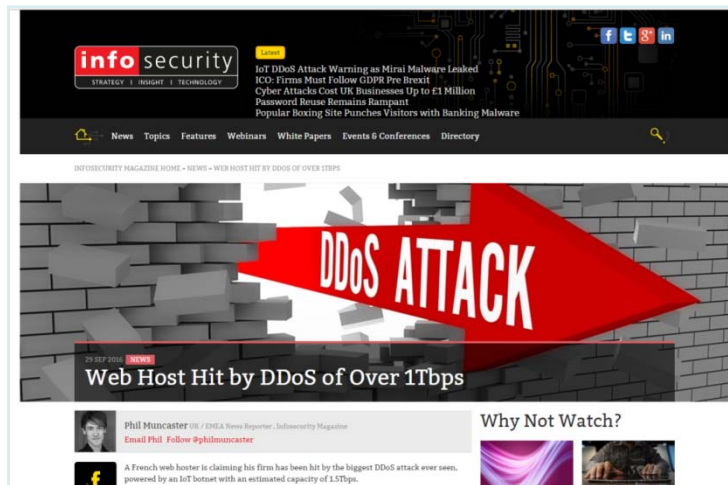 info security
STRATEGY | INSIGHT | TECHNOLOGY
Latest
IoT DDoS Attack Warning as Mirai Malware Leaked
ICO: Firms Must Follow GDPR Pre Brexit
Cyber Attacks Cost UK Businesses Up to £1 Million
Password Reuse Remains Rampant
Popular Boxing Site Punches Visitors with Banking Malware
f t g+ in
News Topics Features Webinars White Papers Events & Conferences Directory
INFOSECURITY MAGAZINE HOME » NEWS » WEB HOST HIT BY DDOS OF OVER 1TBPS
DDoS ATTACK
29 SEP 2016 NEWS
Web Host Hit by DDoS of Over 1Tbps
Phil Muncaster UK / EMEA News Reporter , Infosecurity Magazine
Email Phil Follow @philmuncaster
Why Not Watch?
f
A French web hoster is claiming his firm has been hit by the biggest DDoS attack ever seen,
powered by an IoT botnet with an estimated capacity of 1.5Tbps.